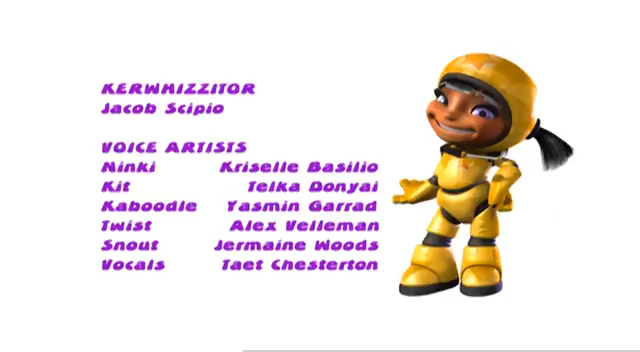 KERWHIZZITOR
Jacob Scipio
VOICE ARTISTS
Ninki Kriselle Basilio
Kit Telka Donyai
Kaboodle Yasmin Garrad
Twist Alex Velleman
Snout Jermaine Woods
Vocals Taet Chesterton